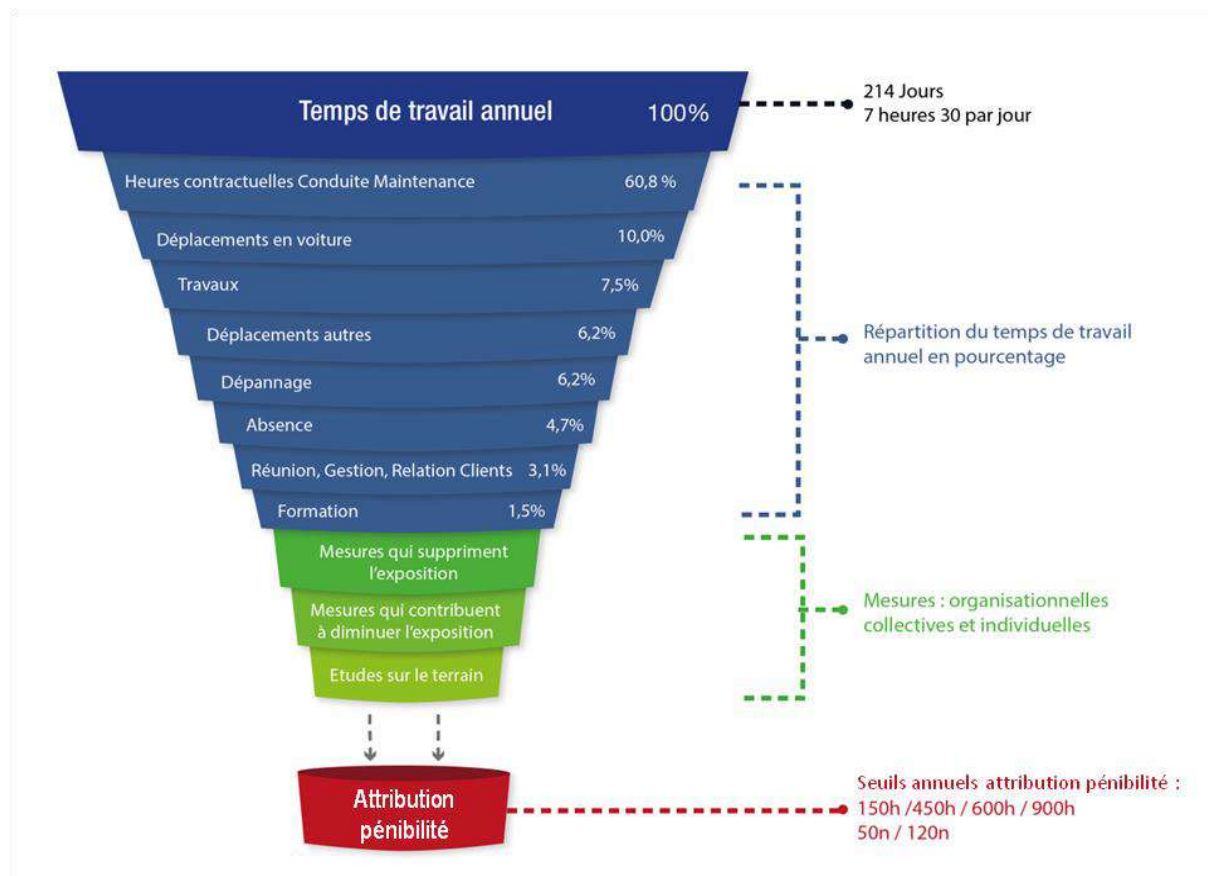 Temps de travail annuel 100%
214 Jours
7 heures 30 par jour
Heures contractuelles Conduite Maintenance 60,8 %
Déplacements en voiture 10,0%
Travaux 7,5%
Déplacements autres 6,2%
Dépannage 6,2%
Absence 4,7%
Réunion, Gestion, Relation Clients 3,1%
Formation 1,5%
Répartition du temps de travail
annuel en pourcentage
Mesures qui suppriment
l'exposition
Mesures qui contribuent
à diminuer l'exposition
Etudes sur le terrain
Mesures : organisationnelles
collectives et individuelles
Attribution
pénibilité
Seuils annuels attribution pénibilité :
150h /450h / 600h / 900h
50n / 120n